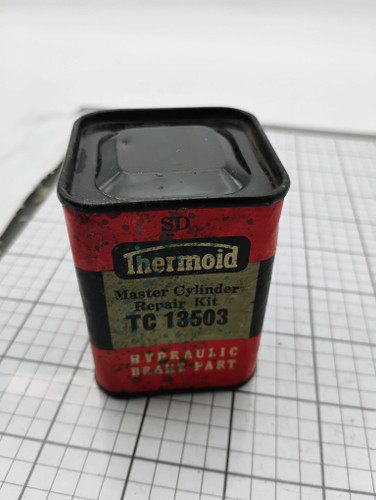 SD
Thermoid
Master Cylinder
Repair Kit
TC 13503
HYDRAULIC
BRAKE PART